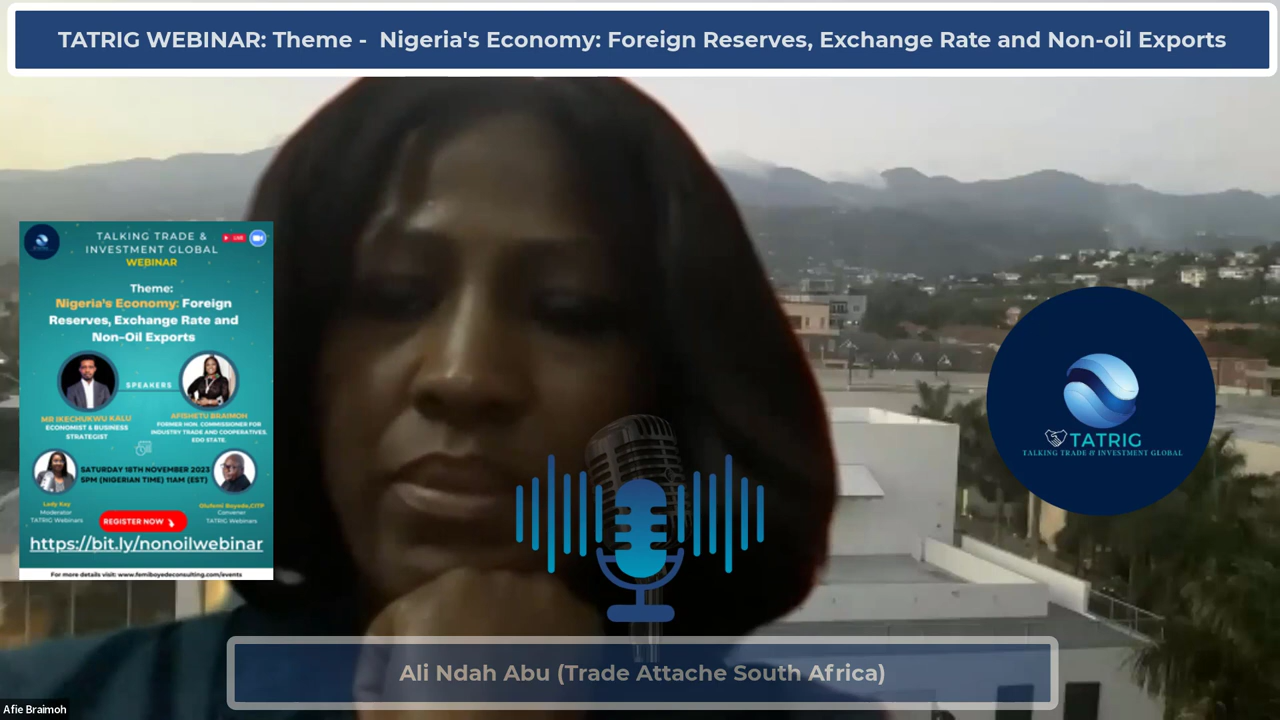 TATRIG WEBINAR: Theme - Nigeria's Economy: Foreign Reserves, Exchange Rate and Non-oil Exports
TALKING TRADE &
INVESTMENT GLOBAL
WEBINAR
LIVE
Theme:
Nigeria's Economy: Foreign
Reserves, Exchange Rate and
Non-Oil Exports
SPEAKERS
MR IKECHUKWU KALU
ECONOMIST & BUSINESS
STRATEGIST
AFISHETU BRAIMOH
FORMER HON. COMMISSIONER FOR
INDUSTRY TRADE AND COOPERATIVES,
EDO STATE.
SATURDAY 18TH NOVEMBER 2023
5PM (NIGERIAN TIME) 11AM (EST)
Lady Kay
Moderator
TATRIG Webinars
Olufemi Boyede,CITP
Convener
TATRIG Webinars
REGISTER NOW
https://bit.ly/nonoilwebinar
For more details visit: www.femiboyedeconsulting.com/events
TATRIG
TALKING TRADE & INVESTMENT GLOBAL
Ali Ndah Abu (Trade Attache South Africa)
Afie Braimoh